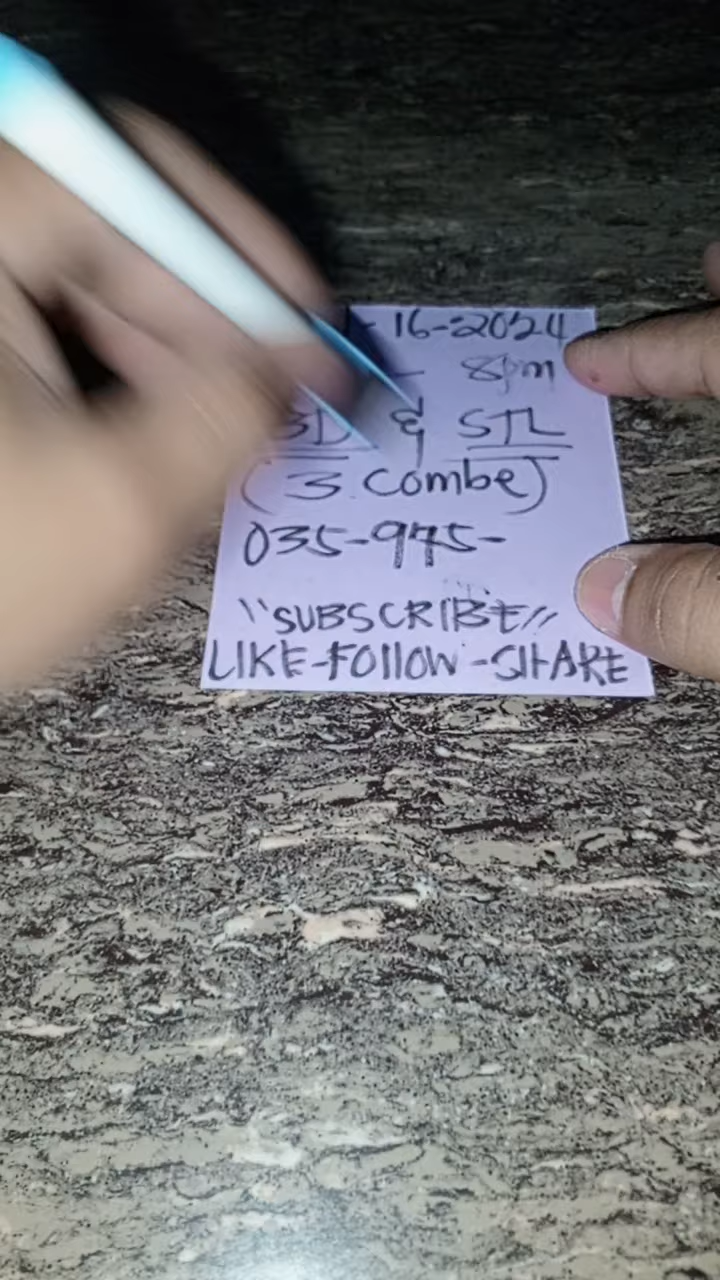 - 16-2024
- 8pm
3D & STL
(3 combe)
035-975-
"SUBSCRIBE"
LIKE-FOllOW-SHARE